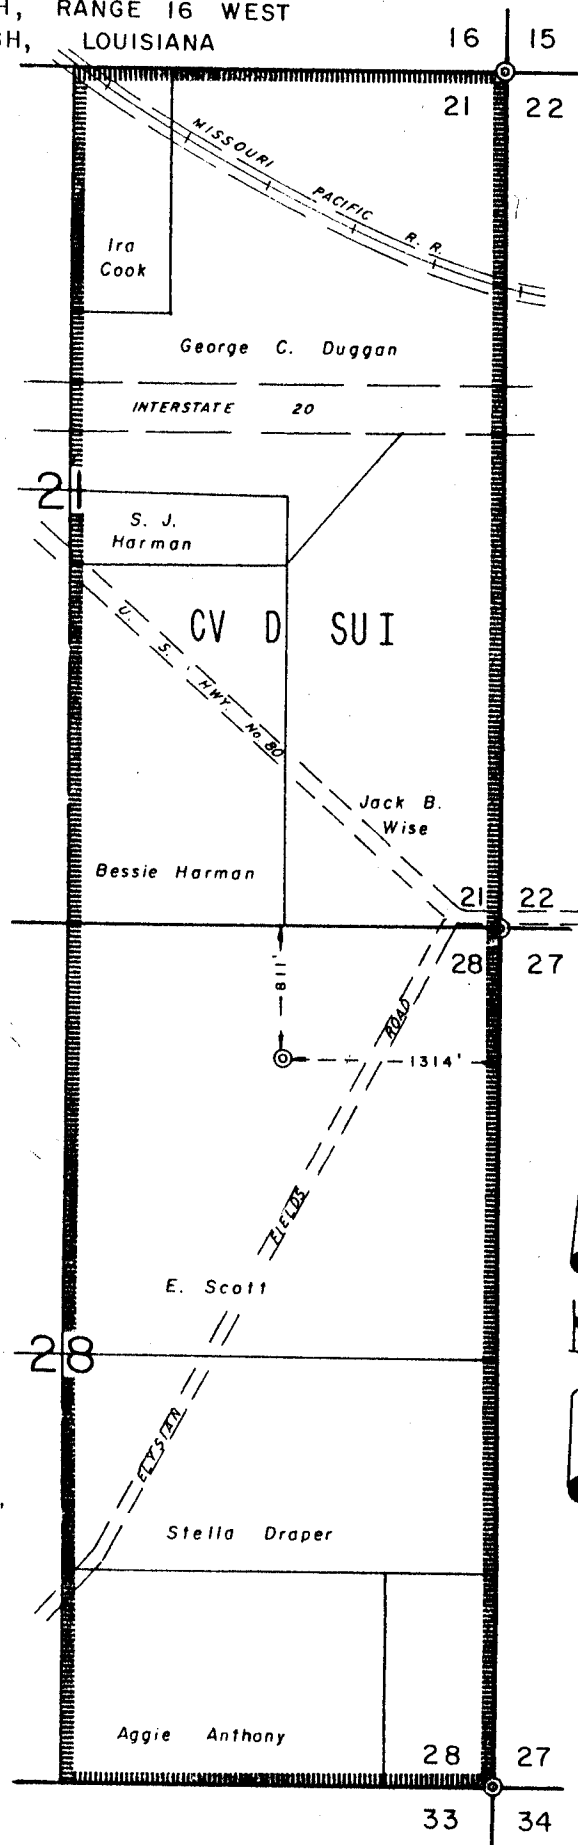 RANGE 16 WEST
LOUISIANA
16 15
21 22
MISSOURI PACIFIC R. R.
Ira
Cook
George C. Duggan
INTERSTATE 20
21
S. J.
Harman
CV D SUI
U. S. HWY. No. 80
Jack B.
Wise
Bessie Harman
21 22
28 27
811'
1314'
ELYSIAN FIELDS ROAD
E. Scott
28
Stella Draper
Aggie Anthony
28 27
33 34